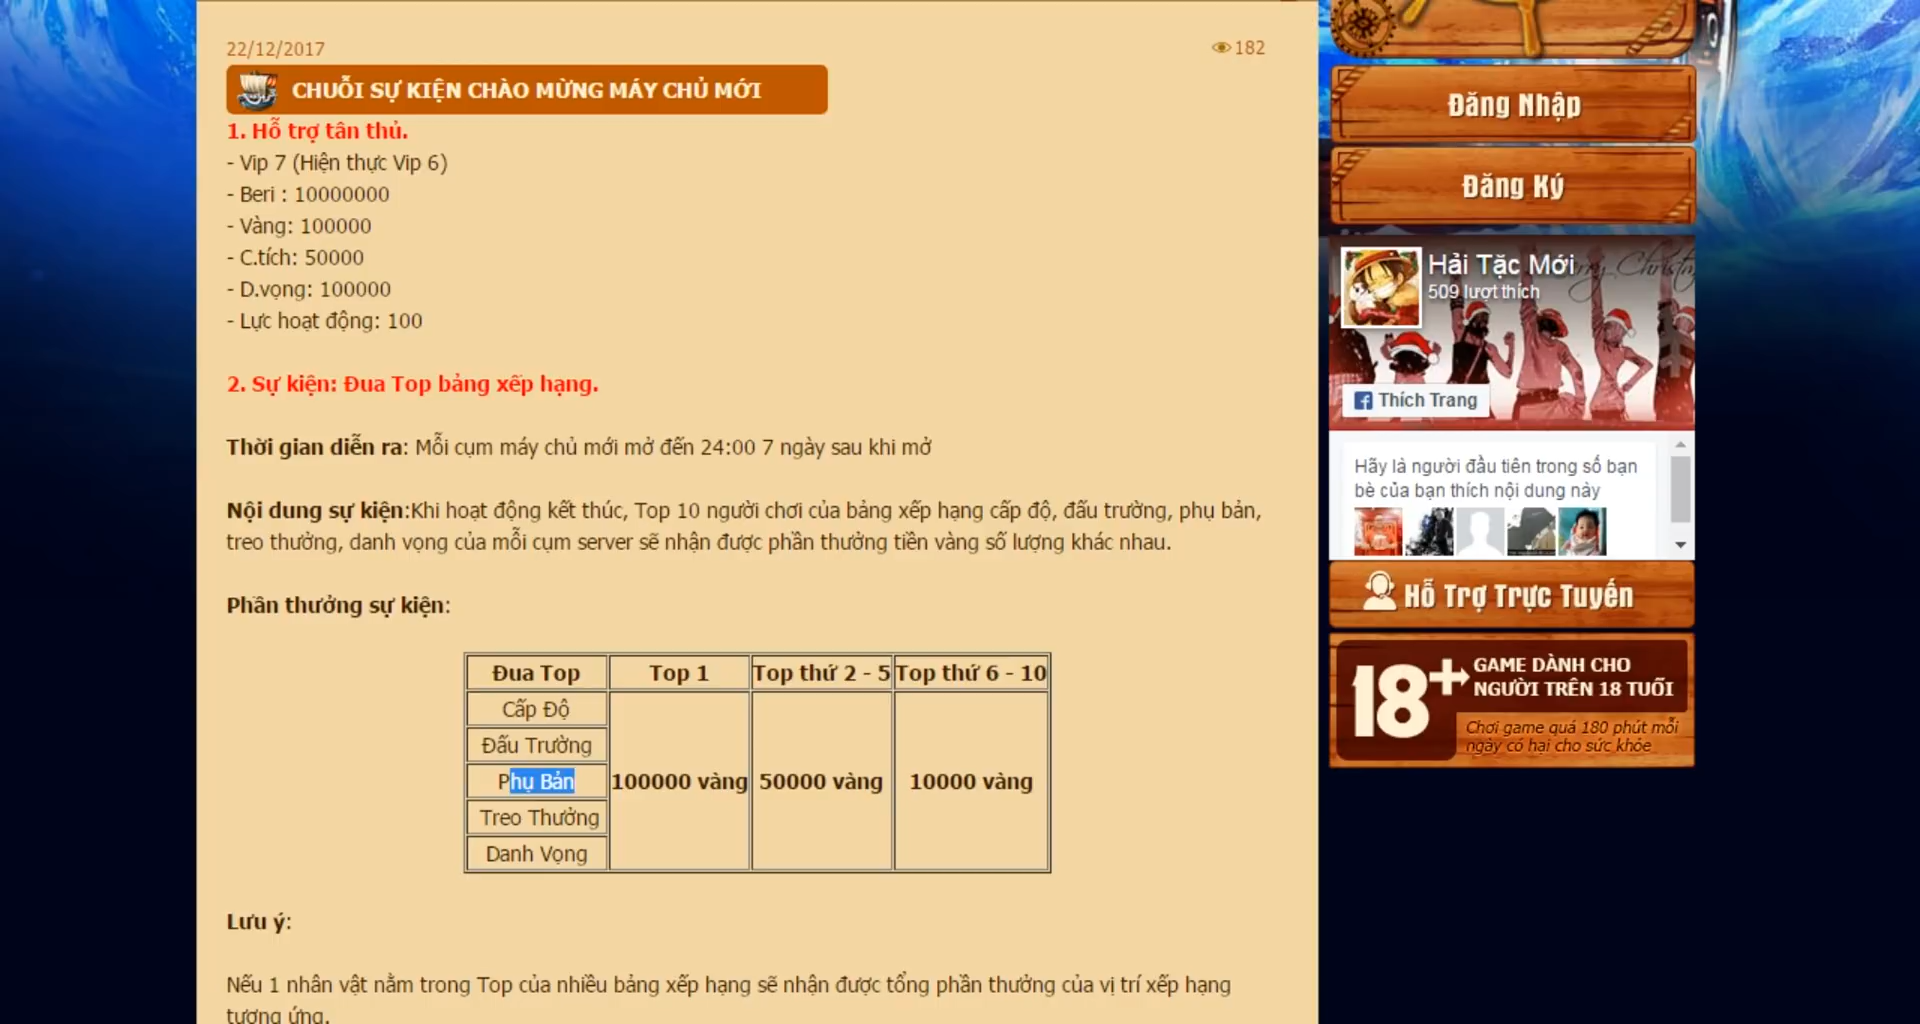 22/12/2017
182
CHUỖI SỰ KIỆN CHÀO MỪNG MÁY CHỦ MỚI
1. Hỗ trợ tân thủ.
- Vip 7 (Hiện thực Vip 6)
- Beri : 10000000
- Vàng: 100000
- C.tích: 50000
- D.vọng: 100000
- Lực hoạt động: 100
2. Sự kiện: Đua Top bảng xếp hạng.
Thời gian diễn ra: Mỗi cụm máy chủ mới mở đến 24:00 7 ngày sau khi mở
Nội dung sự kiện:Khi hoạt động kết thúc, Top 10 người chơi của bảng xếp hạng cấp độ, đấu trường, phụ bản,
treo thưởng, danh vọng của mỗi cụm server sẽ nhận được phần thưởng tiền vàng số lượng khác nhau.
Phần thưởng sự kiện:
Đua Top Top 1 Top thứ 2 - 5 Top thứ 6 - 10
Cấp Độ
Đấu Trường
Phụ Bản 100000 vàng 50000 vàng 10000 vàng
Treo Thưởng
Danh Vọng
Lưu ý:
Nếu 1 nhân vật nằm trong Top của nhiều bảng xếp hạng sẽ nhận được tổng phần thưởng của vị trí xếp hạng
tương ứng.
Đăng Nhập
Đăng Ký
Hải Tặc Mới
509 lượt thích
Merry Christmas
Thích Trang
Hãy là người đầu tiên trong số bạn
bè của bạn thích nội dung này
Hỗ Trợ Trực Tuyến
18+
GAME DÀNH CHO
NGƯỜI TRÊN 18 TUỔI
Chơi game quá 180 phút mỗi
ngày có hại cho sức khỏe